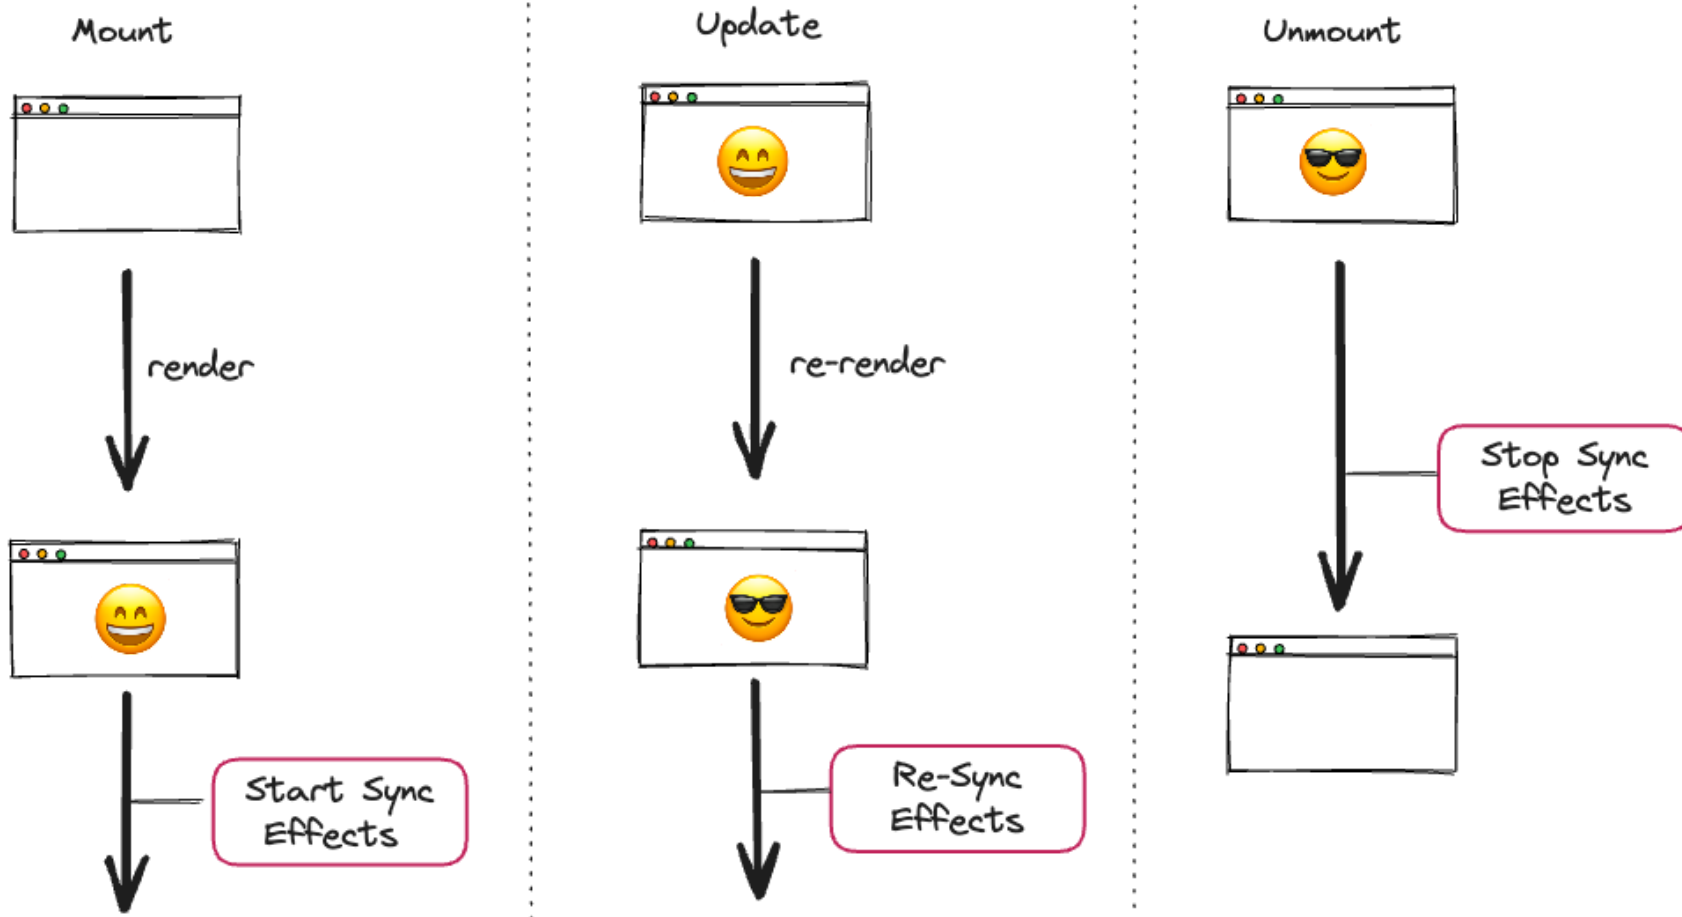 Mount
render
Start Sync
Effects
Update
re-render
Re-Sync
Effects
Unmount
Stop Sync
Effects